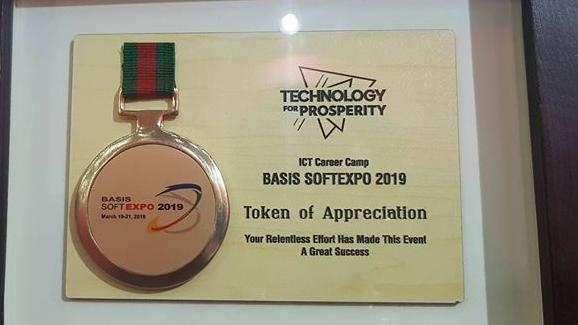 BASIS
SOFTEXPO 2019
March 19-21, 2019
TECHNOLOGY
FOR PROSPERITY
ICT Career Camp
BASIS SOFTEXPO 2019
Token of Appreciation
Your Relentless Effort Has Made This Event
A Great Success